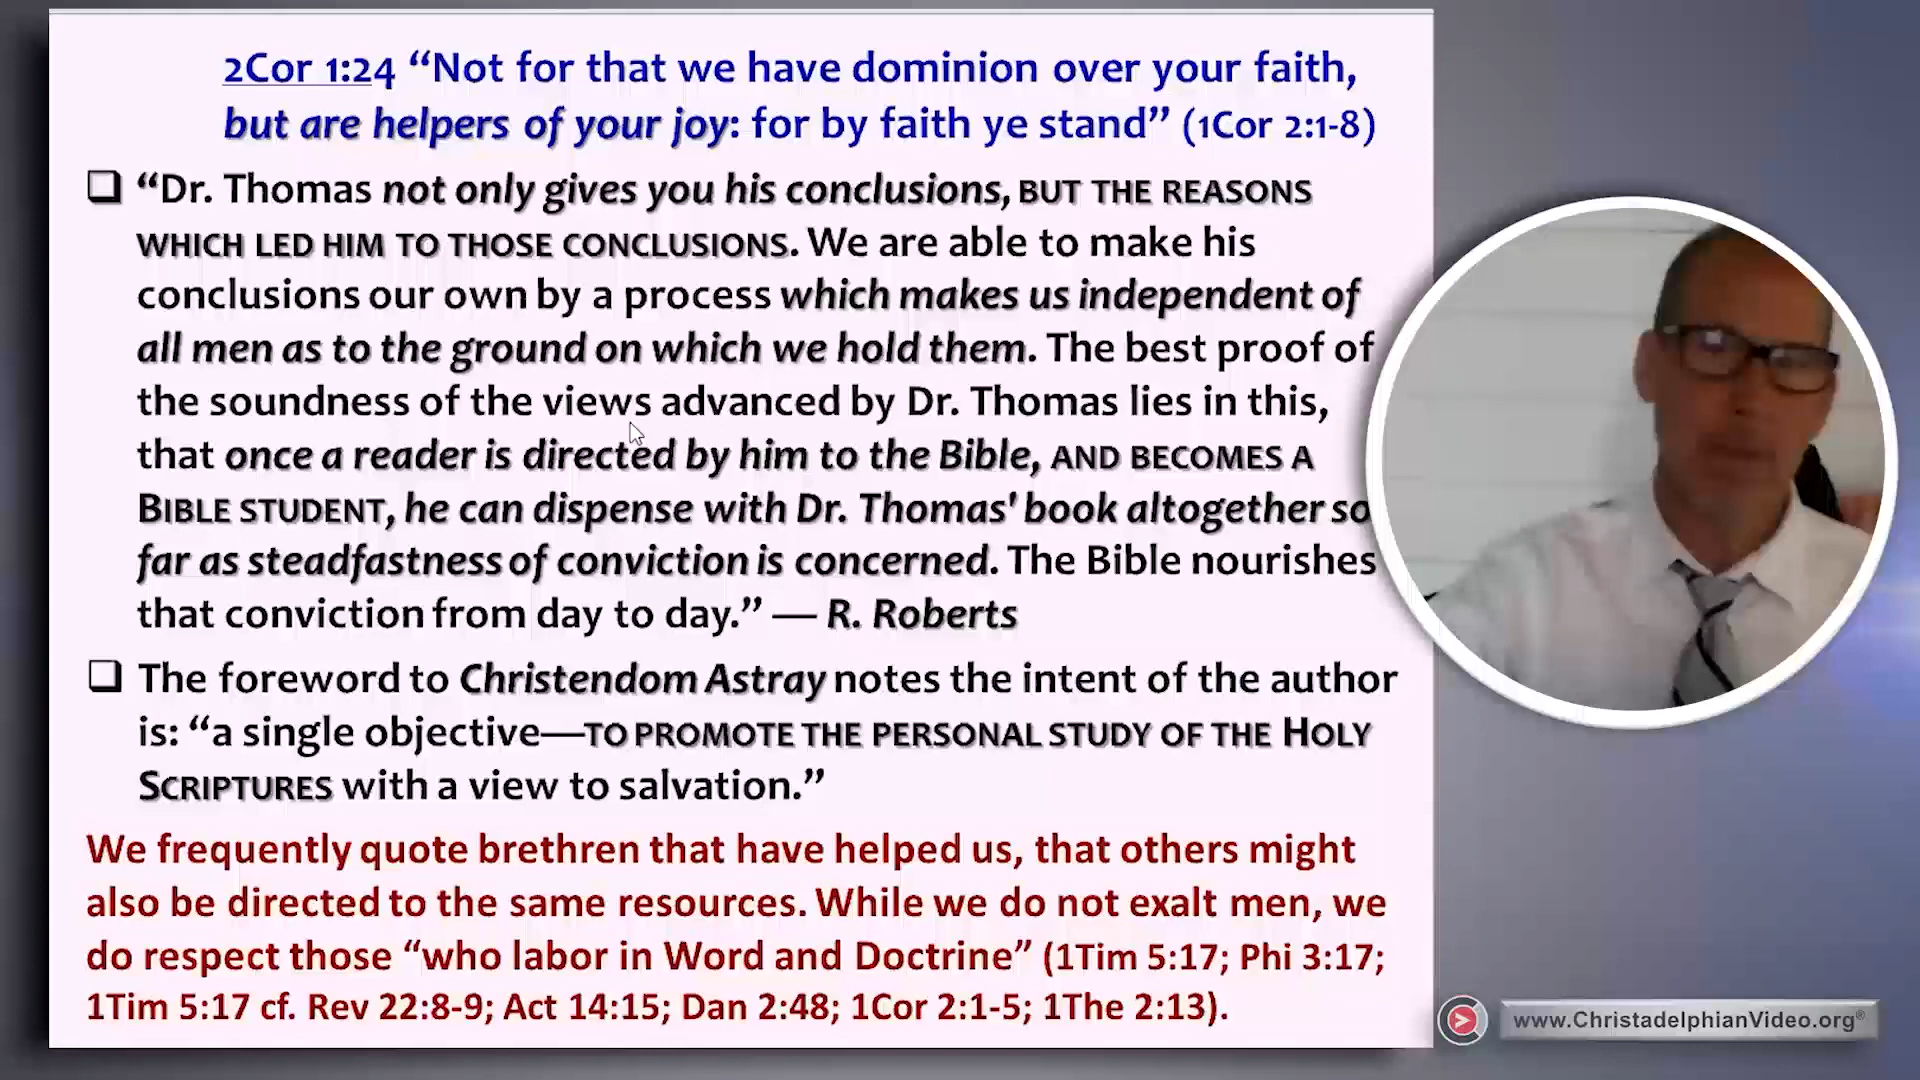 2Cor 1:24 “Not for that we have dominion over your faith,
but are helpers of your joy: for by faith ye stand” (1Cor 2:1-8)
“Dr. Thomas not only gives you his conclusions, BUT THE REASONS
WHICH LED HIM TO THOSE CONCLUSIONS. We are able to make his
conclusions our own by a process which makes us independent of
all men as to the ground on which we hold them. The best proof of
the soundness of the views advanced by Dr. Thomas lies in this,
that once a reader is directed by him to the Bible, AND BECOMES A
BIBLE STUDENT, he can dispense with Dr. Thomas' book altogether so
far as steadfastness of conviction is concerned. The Bible nourishes
that conviction from day to day.” — R. Roberts
The foreword to Christendom Astray notes the intent of the author
is: “a single objective—TO PROMOTE THE PERSONAL STUDY OF THE HOLY
SCRIPTURES with a view to salvation.”
We frequently quote brethren that have helped us, that others might
also be directed to the same resources. While we do not exalt men, we
do respect those “who labor in Word and Doctrine” (1Tim 5:17; Phi 3:17;
1Tim 5:17 cf. Rev 22:8-9; Act 14:15; Dan 2:48; 1Cor 2:1-5; 1The 2:13).
www.ChristadelphianVideo.org®